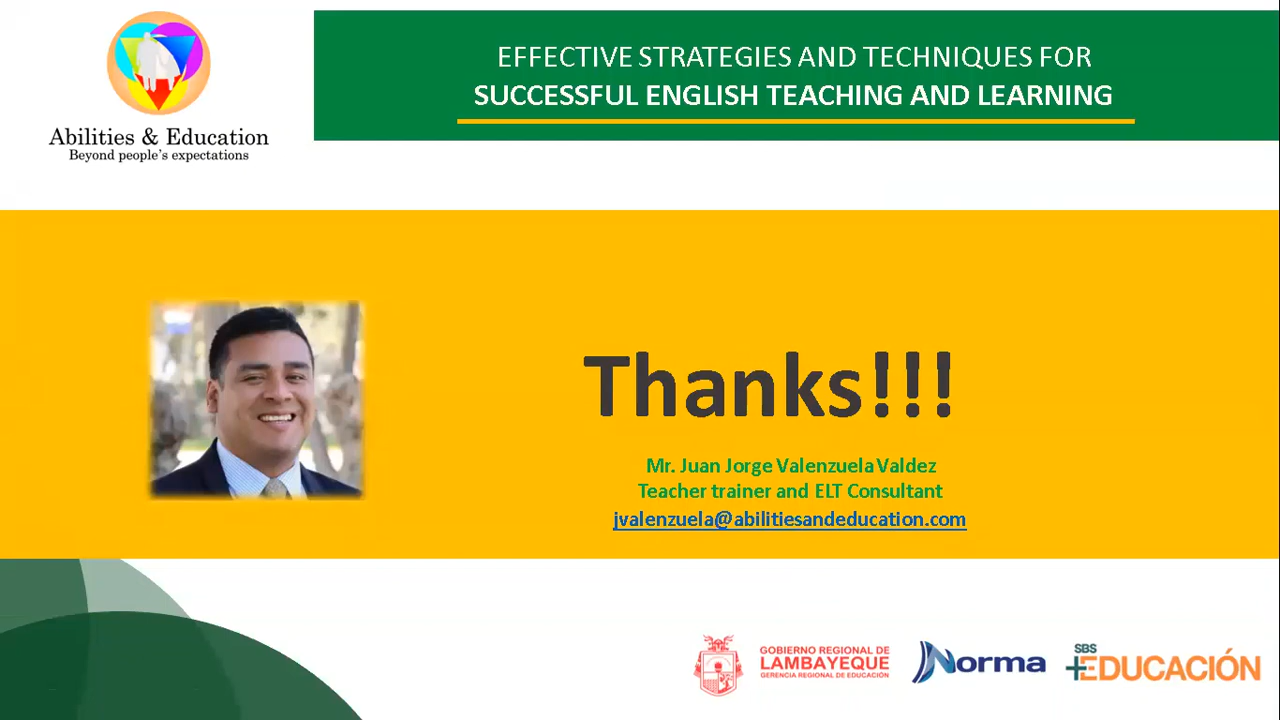 EFFECTIVE STRATEGIES AND TECHNIQUES FOR
SUCCESSFUL ENGLISH TEACHING AND LEARNING
Abilities & Education
Beyond people's expectations
Thanks!!!
Mr. Juan Jorge Valenzuela Valdez
Teacher trainer and ELT Consultant
jvalenzuela@abilitiesandeducation.com
GOBIERNO REGIONAL DE
LAMBAYEQUE
GERENCIA REGIONAL DE EDUCACIÓN
Norma
SBS
+EDUCACIÓN